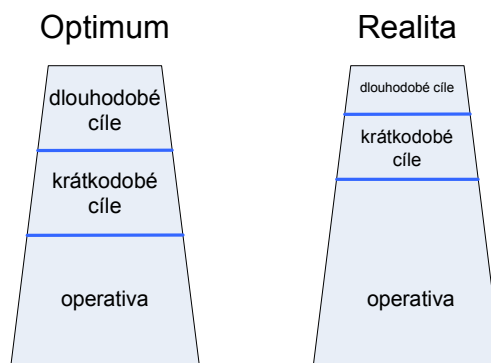 Optimum
dlouhodobé
cíle
krátkodobé
cíle
operativa
Realita
dlouhodobé cíle
krátkodobé
cíle
operativa